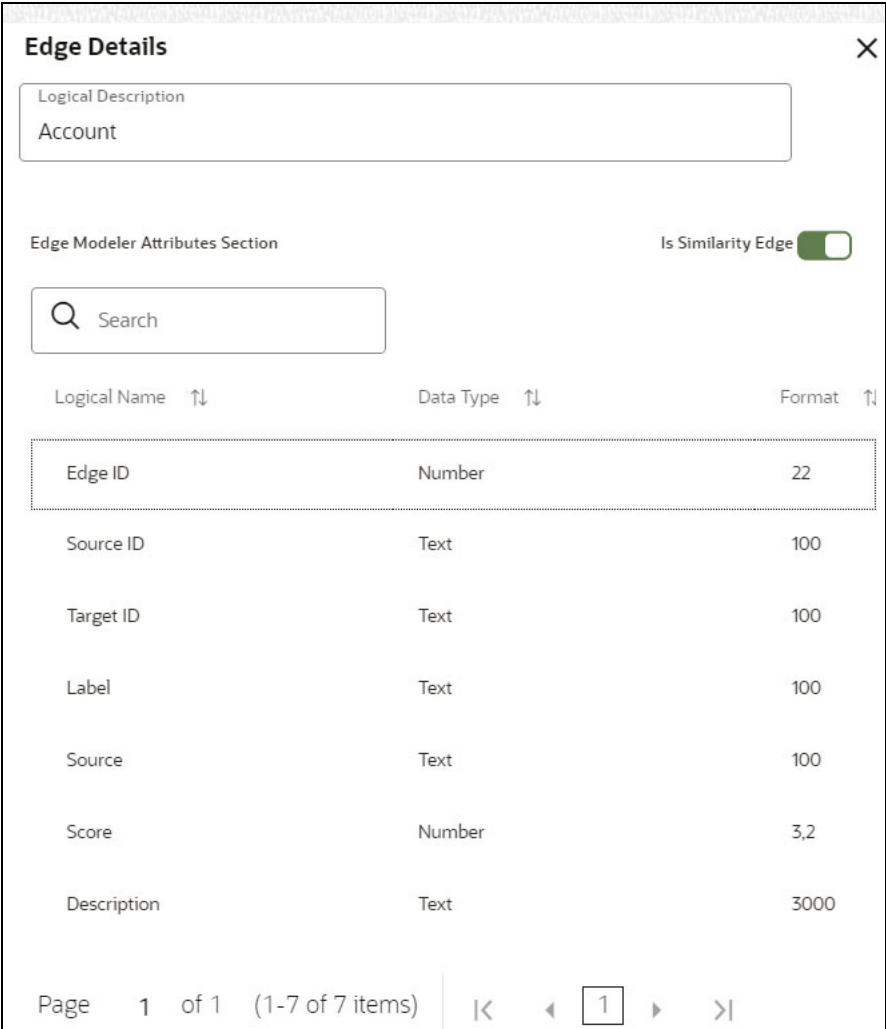 Edge Details
Logical Description
Account
Edge Modeler Attributes Section Is Similarity Edge
Search
Logical Name Data Type Format
Edge ID Number 22
Source ID Text 100
Target ID Text 100
Label Text 100
Source Text 100
Score Number 3,2
Description Text 3000
Page 1 of 1 (1-7 of 7 items) 1